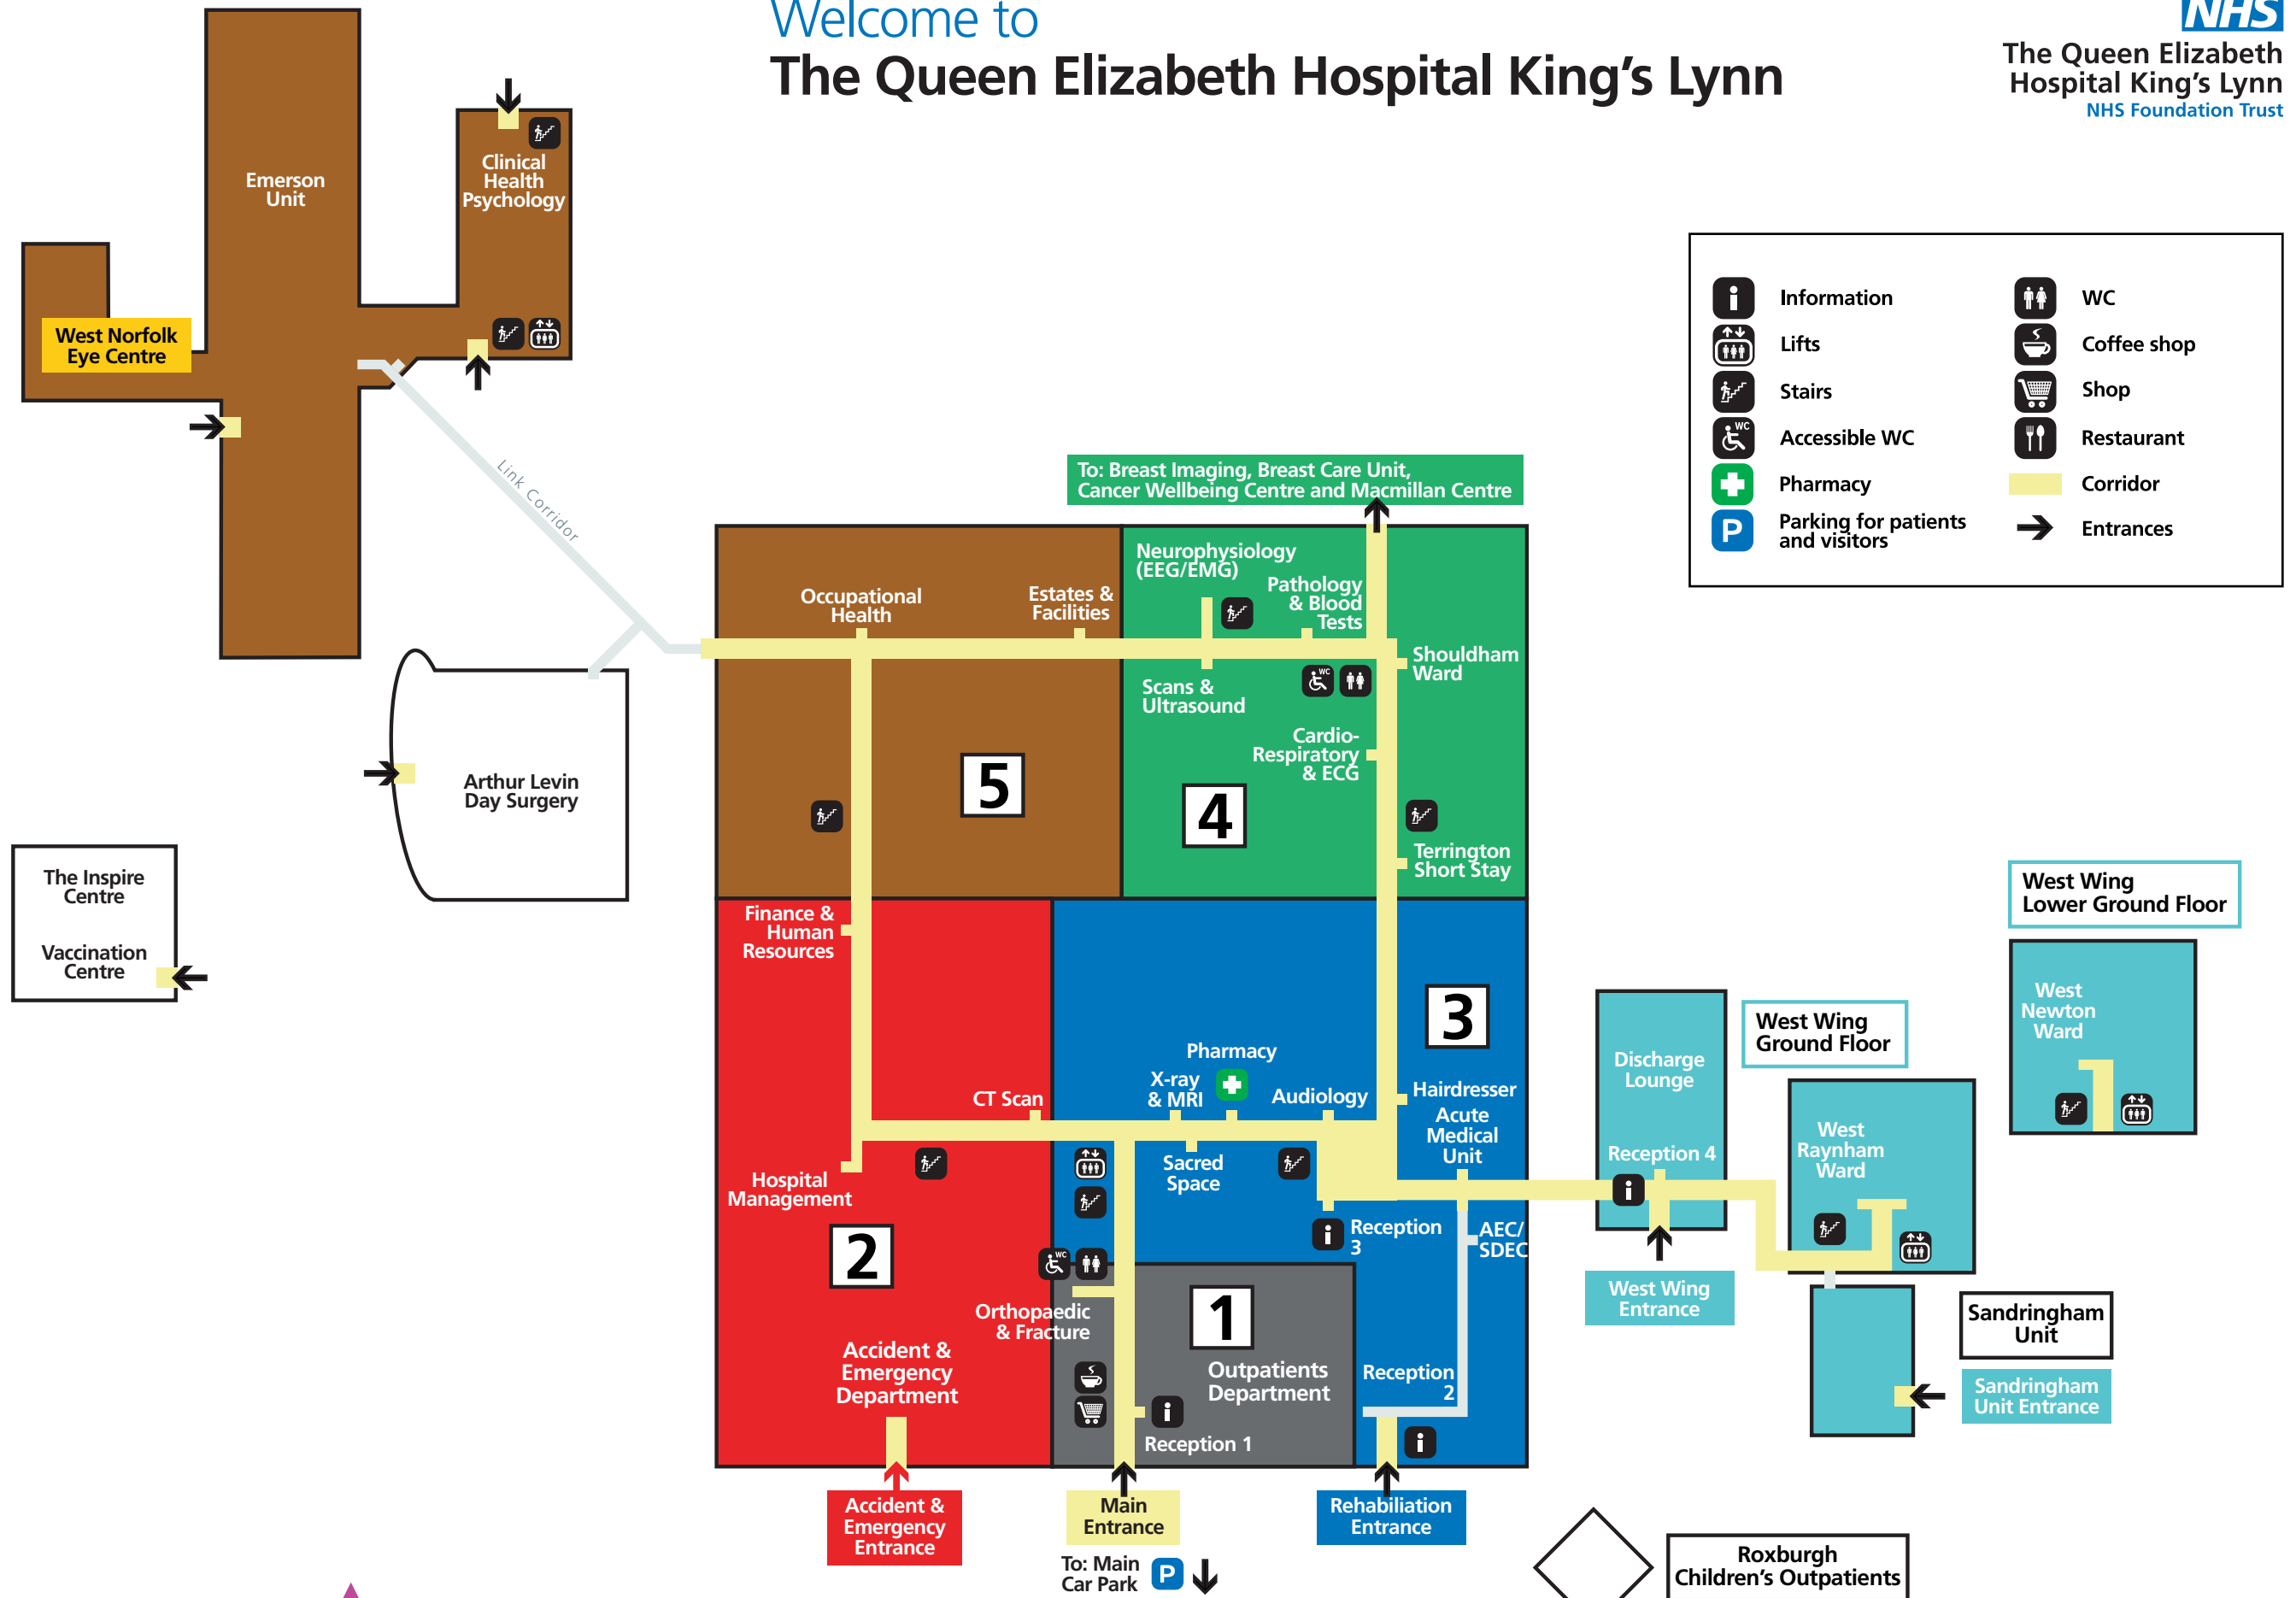 Welcome to
The Queen Elizabeth Hospital King's Lynn
NHS
The Queen Elizabeth
Hospital King's Lynn
NHS Foundation Trust
Emerson
Unit
Clinical
Health
Psychology
West Norfolk
Eye Centre
Link Corridor
Information
Lifts
Stairs
WC
Accessible WC
Pharmacy
P
Parking for patients
and visitors
WC
Coffee shop
Shop
Restaurant
Corridor
Entrances
To: Breast Imaging, Breast Care Unit,
Cancer Wellbeing Centre and Macmillan Centre
Occupational
Health
Estates &
Facilities
Neurophysiology
(EEG/EMG)
Pathology
& Blood
Tests
Shouldham
Ward
WC
Scans &
Ultrasound
Cardio-
Respiratory
& ECG
5
4
Terrington
Short Stay
Arthur Levin
Day Surgery
The Inspire
Centre
Vaccination
Centre
Finance &
Human
Resources
3
Pharmacy
CT Scan
X-ray
& MRI
Audiology
Hairdresser
Acute
Medical
Unit
Sacred
Space
Hospital
Management
2
WC
Reception
3
AEC/
SDEC
Orthopaedic
& Fracture
1
Accident &
Emergency
Department
Outpatients
Department
Reception
2
Reception 1
Accident &
Emergency
Entrance
Main
Entrance
To: Main
Car Park
P
Rehabiliation
Entrance
Discharge
Lounge
Reception 4
West Wing
Entrance
West Wing
Ground Floor
West
Raynham
Ward
West Wing
Lower Ground Floor
West
Newton
Ward
Sandringham
Unit
Sandringham
Unit Entrance
Roxburgh
Children's Outpatients